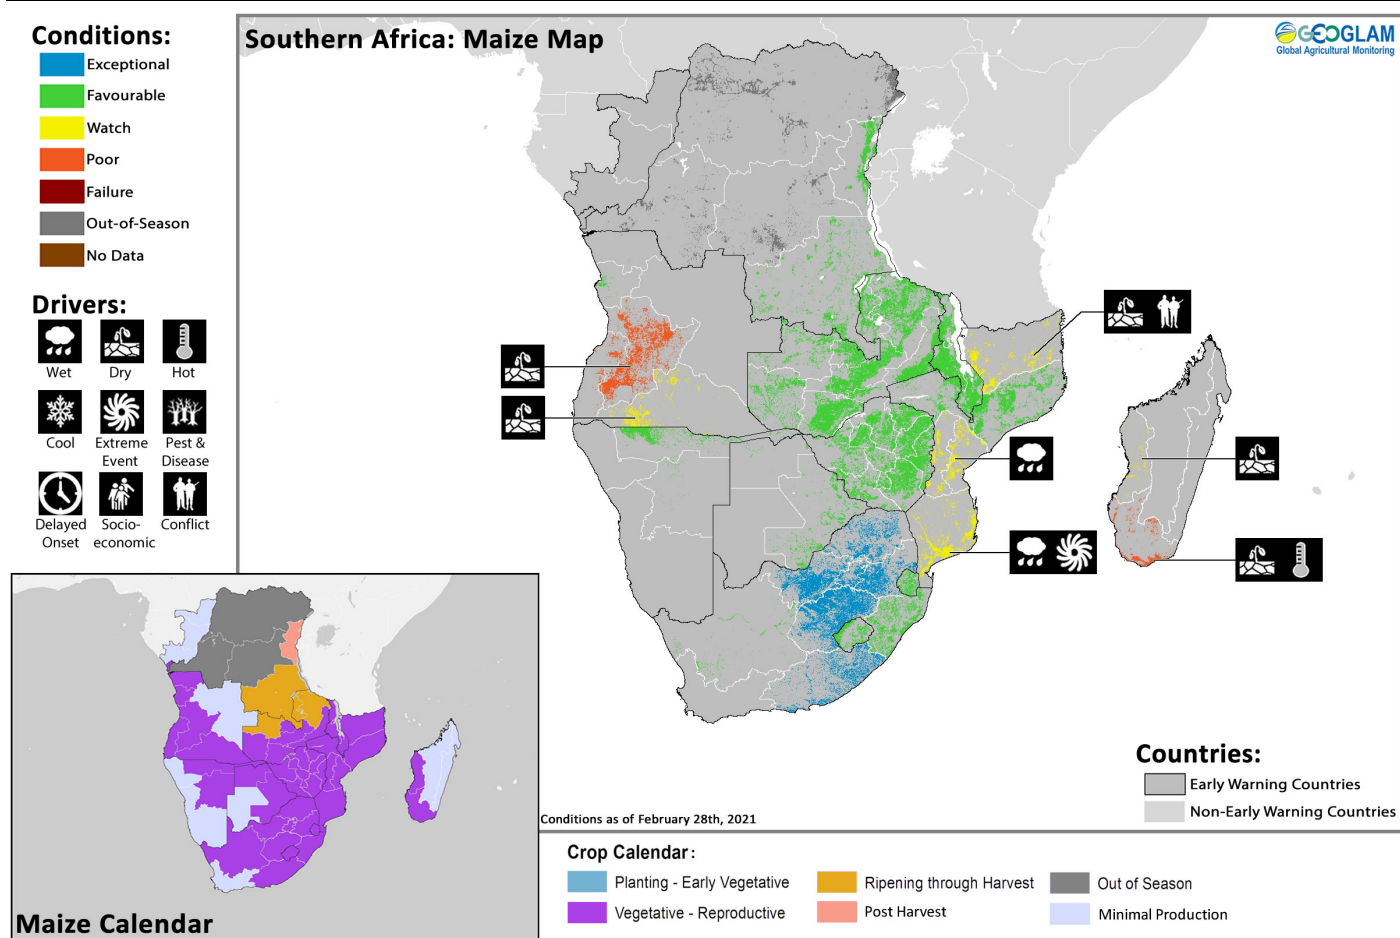 Conditions:
Exceptional
Favourable
Watch
Poor
Failure
Out-of-Season
No Data
Drivers:
Wet
Dry
Hot
Cool
Extreme
Event
Pest &
Disease
Delayed
Onset
Socio-
economic
Conflict
Southern Africa: Maize Map
GEOGLAM
Global Agricultural Monitoring
Countries:
Early Warning Countries
Non-Early Warning Countries
Conditions as of February 28th, 2021
Maize Calendar
Crop Calendar:
Planting - Early Vegetative
Vegetative - Reproductive
Ripening through Harvest
Post Harvest
Out of Season
Minimal Production